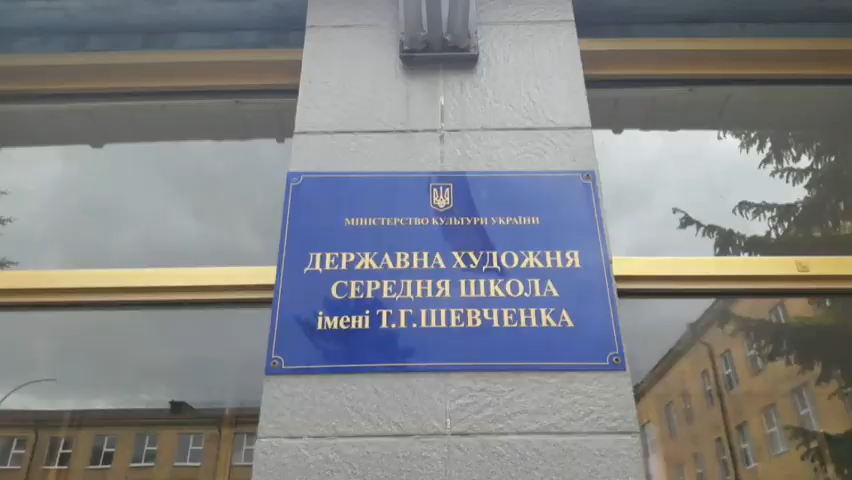 МІНІСТЕРСТВО КУЛЬТУРИ УКРАЇНИ
ДЕРЖАВНА ХУДОЖНЯ
СЕРЕДНЯ ШКОЛА
імені Т.Г.ШЕВЧЕНКА